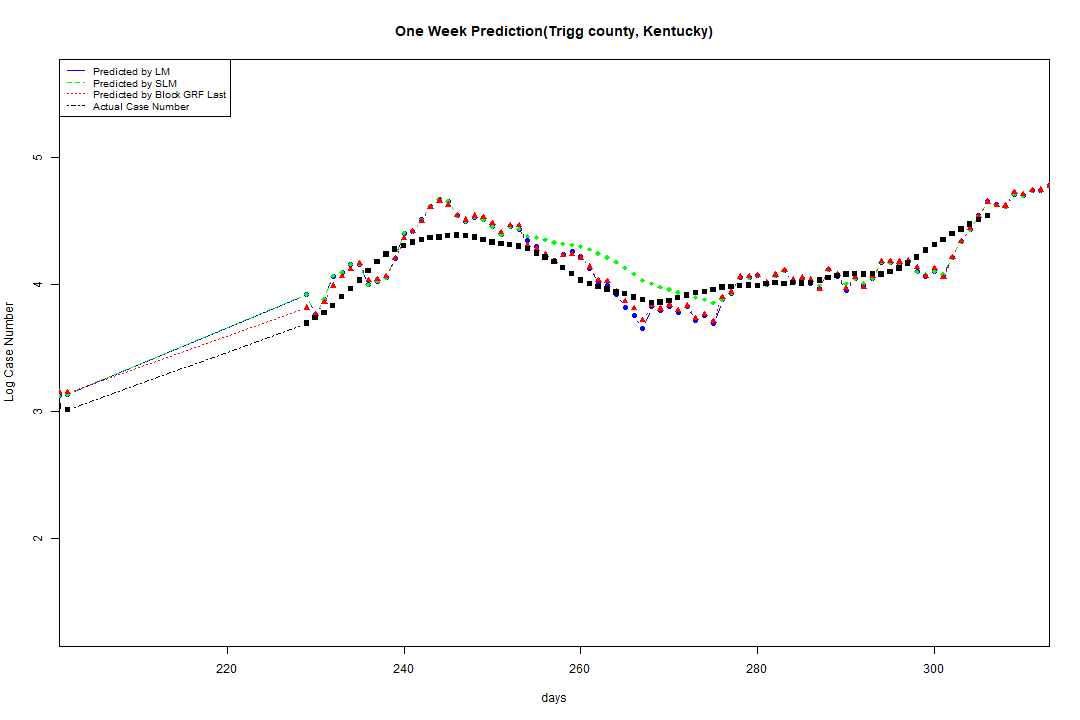 One Week Prediction(Trigg county, Kentucky)
Predicted by LM
Predicted by SLM
Predicted by Block GRF Last
Actual Case Number
5
4
3
2
Log Case Number
220 240 260 280 300
days